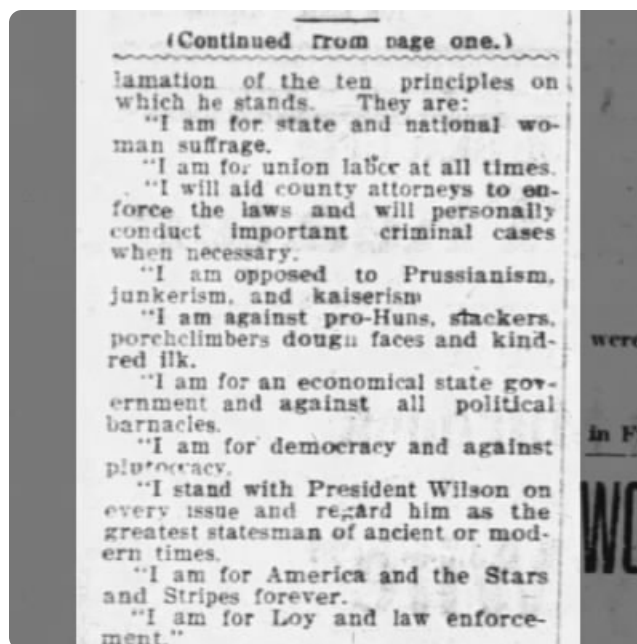 (Continued from page one.)
lamation of the ten principles on
which he stands. They are:
"I am for state and national wo-
man suffrage.
"I am for union labor at all times.
"I will aid county attorneys to en-
force the laws and will personally
conduct important criminal cases
when necessary.
"I am opposed to Prussianism,
junkerism, and kaiserism
"I am against pro-Huns, slackers,
porchclimbers dough faces and kind-
red ilk.
"I am for an economical state gov-
ernment and against all political
barnacles.
"I am for democracy and against
plutocracy.
"I stand with President Wilson on
every issue and regard him as the
greatest statesman of ancient or mod-
ern times.
"I am for America and the Stars
and Stripes forever.
"I am for Loy and law enforce-
ment."
were
in F
WO